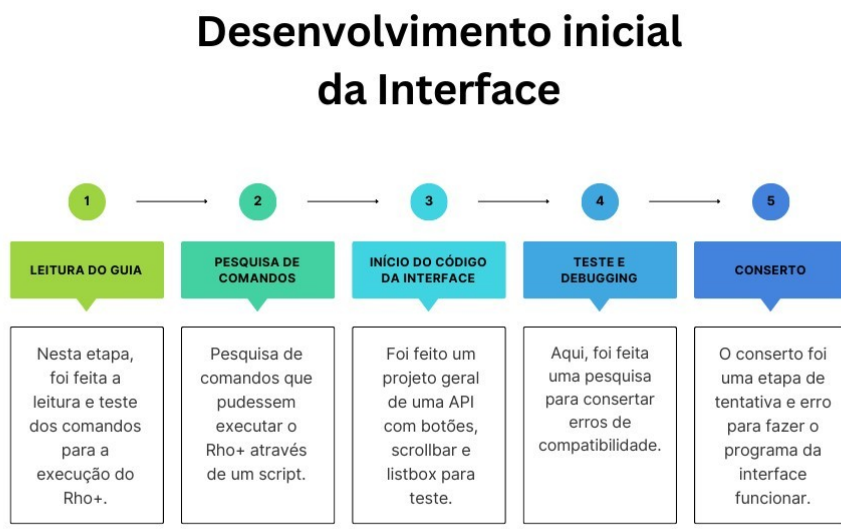 Desenvolvimento inicial
da Interface
1
2
3
4
5
LEITURA DO GUIA
PESQUISA DE
COMANDOS
INÍCIO DO CÓDIGO
DA INTERFACE
TESTE E
DEBUGGING
CONSERTO
Nesta etapa,
foi feita a
leitura e teste
dos comandos
para a
execução do
Rho+.
Pesquisa de
comandos que
pudessem
executar o
Rho+ através
de um script.
Foi feito um
projeto geral
de uma API
com botões,
scrollbar e
listbox para
teste.
Aqui, foi feita
uma pesquisa
para consertar
erros de
compatibilidade.
O conserto foi
uma etapa de
tentativa e erro
para fazer o
programa da
interface
funcionar.